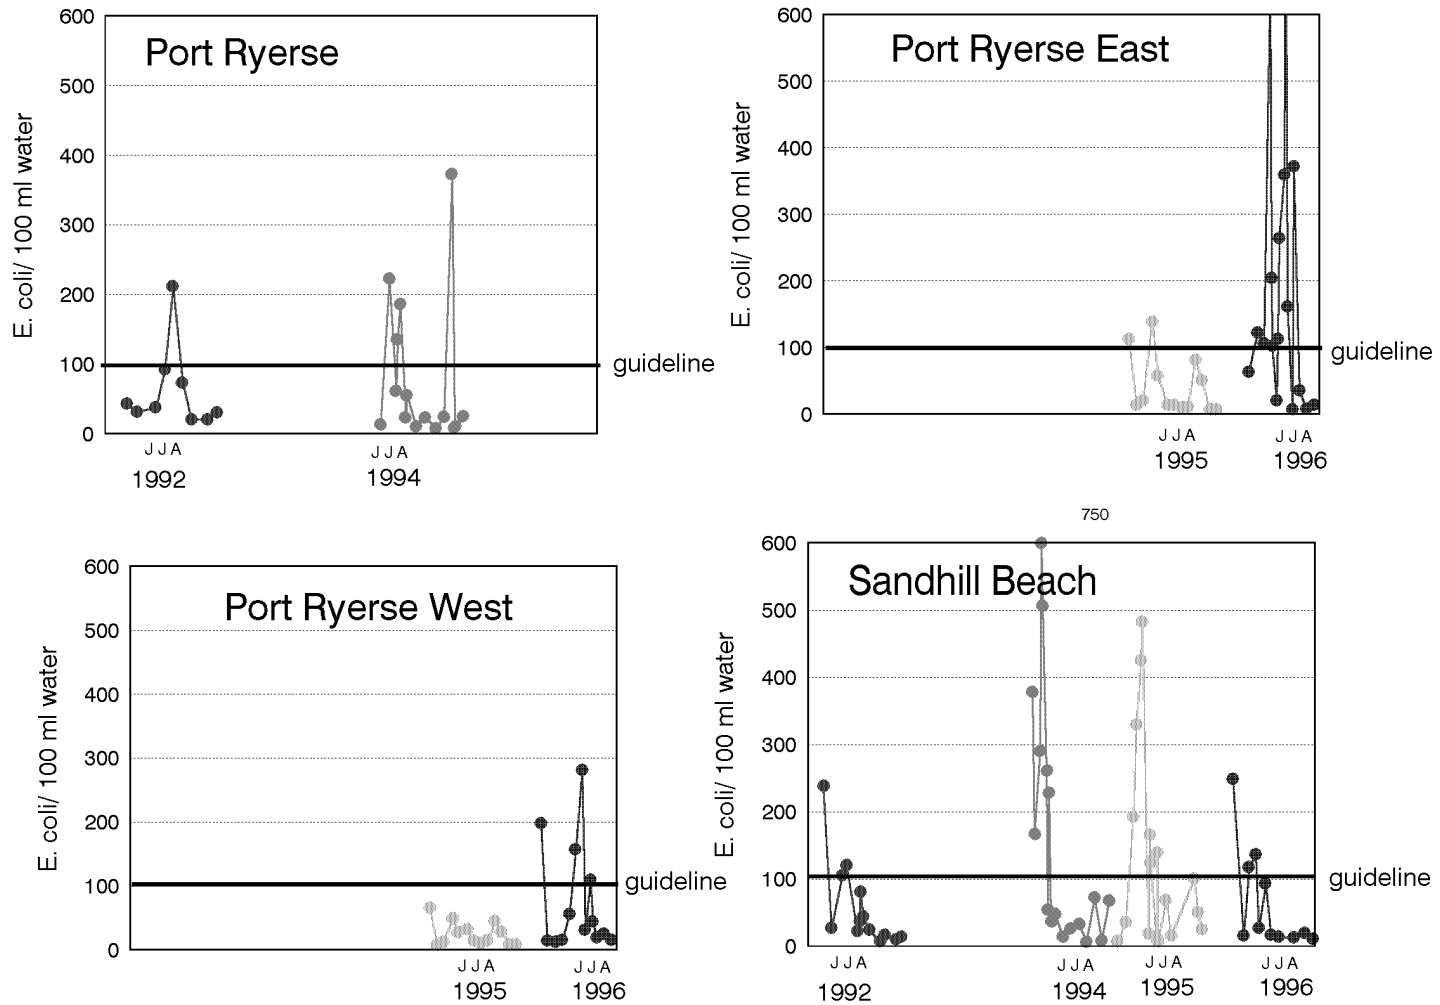 Port Ryerse
E. coli/ 100 ml water
600
500
400
300
200
100
0
guideline
J J A
1992
J J A
1994
Port Ryerse East
E. coli/ 100 ml water
600
500
400
300
200
100
0
guideline
J J A
1995
J J A
1996
Port Ryerse West
E. coli/ 100 ml water
600
500
400
300
200
100
0
guideline
J J A
1995
J J A
1996
750
Sandhill Beach
E. coli/ 100 ml water
600
500
400
300
200
100
0
guideline
J J A
1992
J J A
1994
J J A
1995
J J A
1996